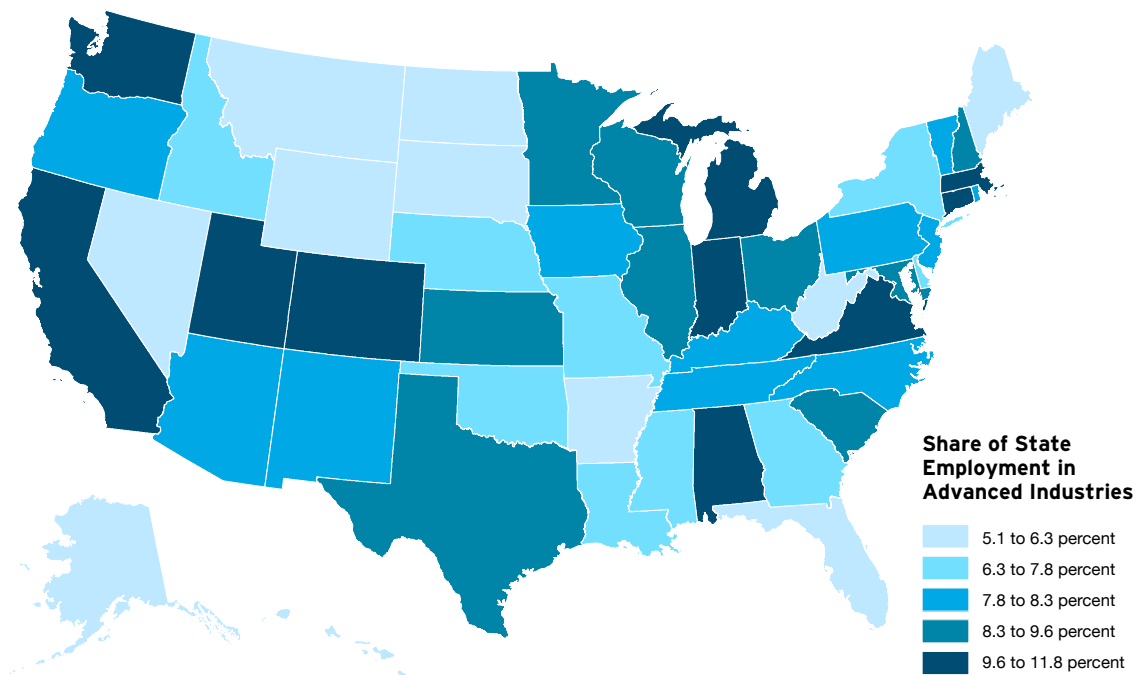 Share of State
Employment in
Advanced Industries
5.1 to 6.3 percent
6.3 to 7.8 percent
7.8 to 8.3 percent
8.3 to 9.6 percent
9.6 to 11.8 percent